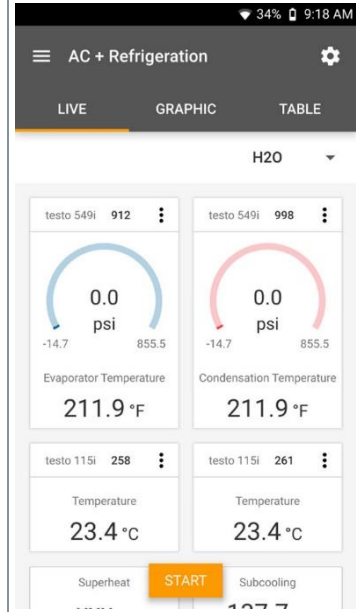 34% 9:18 AM
AC + Refrigeration
LIVE GRAPHIC TABLE
H2O
testo 549i 912
testo 549i 998
0.0
psi
-14.7 855.5
0.0
psi
-14.7 855.5
Evaporator Temperature
211.9 °F
Condensation Temperature
211.9 °F
testo 115i 258
testo 115i 261
Temperature
23.4 °C
Temperature
23.4 °C
Superheat
START
Subcooling